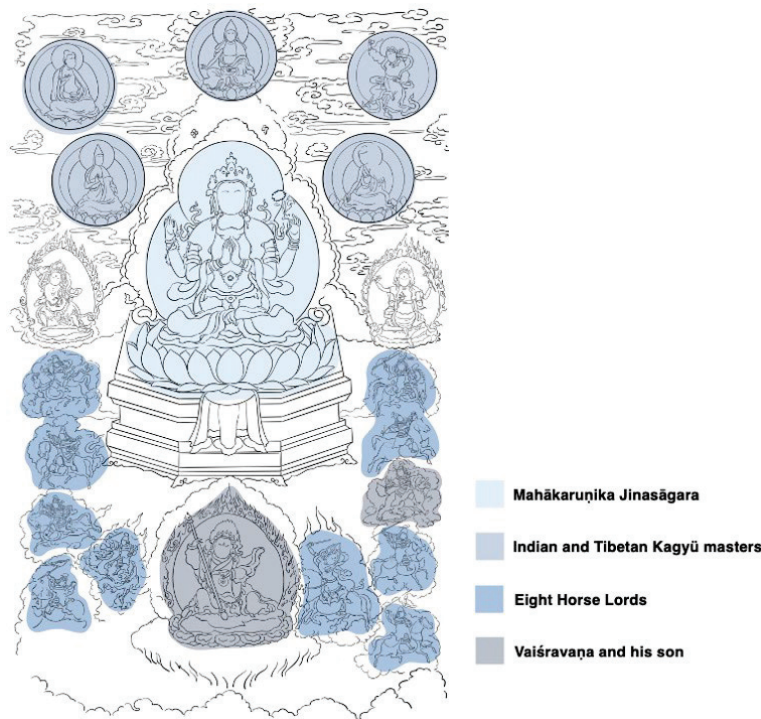 Mahākaruṇika Jinasāgara
Indian and Tibetan Kagyü masters
Eight Horse Lords
Vaiśravaṇa and his son